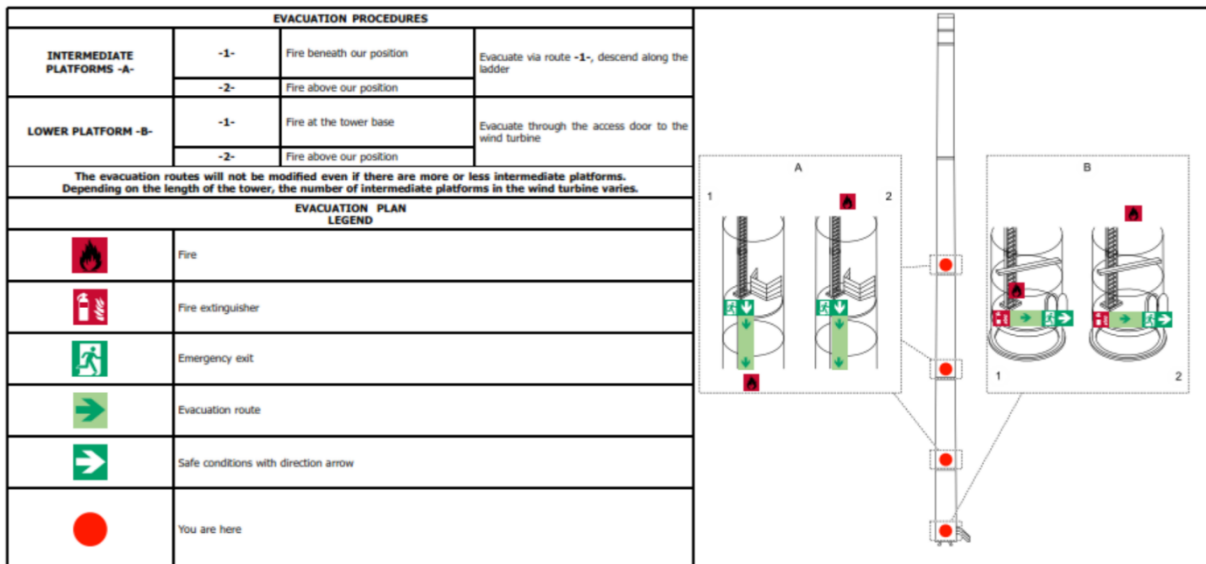 EVACUATION PROCEDURES
INTERMEDIATE
PLATFORMS -A-
-1-
Fire beneath our position
Evacuate via route -1-, descend along the
ladder
-2-
Fire above our position
LOWER PLATFORM -B-
-1-
Fire at the tower base
Evacuate through the access door to the
wind turbine
-2-
Fire above our position
The evacuation routes will not be modified even if there are more or less intermediate platforms.
Depending on the length of the tower, the number of intermediate platforms in the wind turbine varies.
EVACUATION PLAN
LEGEND
Fire
Fire extinguisher
Emergency exit
Evacuation route
Safe conditions with direction arrow
You are here
A
1
2
B
1
2